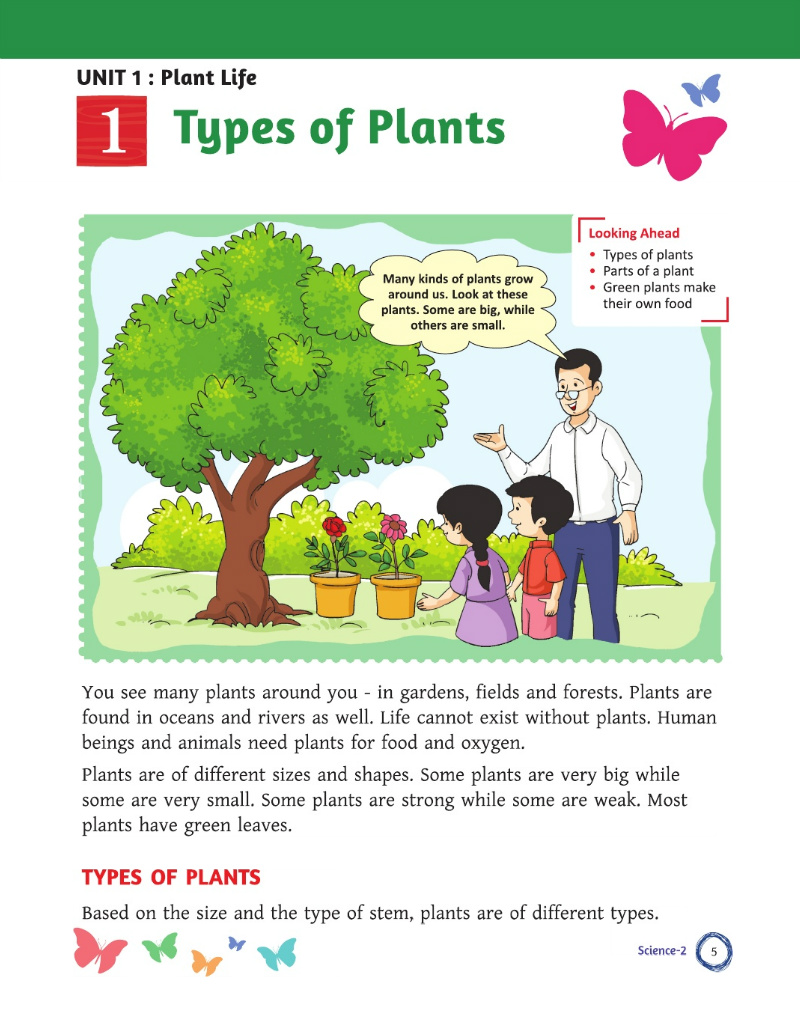 UNIT 1 : Plant Life
1
Types of Plants
Looking Ahead
• Types of plants
• Parts of a plant
• Green plants make
their own food
Many kinds of plants grow
around us. Look at these
plants. Some are big, while
others are small.
You see many plants around you - in gardens, fields and forests. Plants are
found in oceans and rivers as well. Life cannot exist without plants. Human
beings and animals need plants for food and oxygen.
Plants are of different sizes and shapes. Some plants are very big while
some are very small. Some plants are strong while some are weak. Most
plants have green leaves.
TYPES OF PLANTS
Based on the size and the type of stem, plants are of different types.
Science-2
5